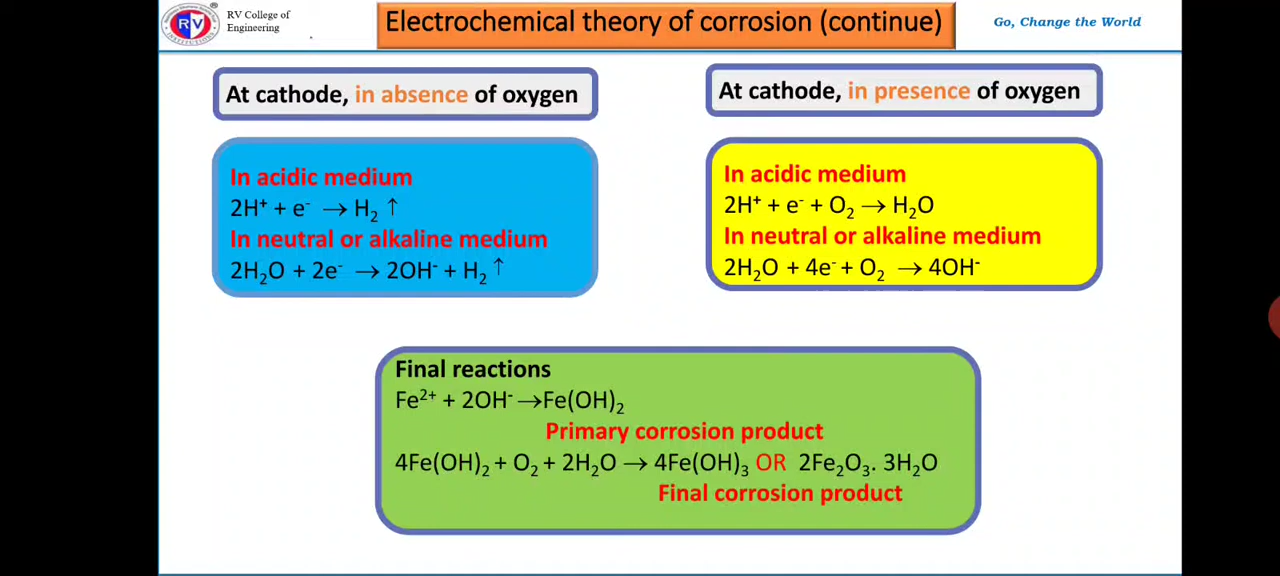 RV College of
Engineering
RV
INSTITUTIONS
Electrochemical theory of corrosion (continue)
Go, Change the World
At cathode, in absence of oxygen
In acidic medium
2H⁺ + e⁻ → H₂ ↑
In neutral or alkaline medium
2H₂O + 2e⁻ → 2OH⁻ + H₂ ↑
At cathode, in presence of oxygen
In acidic medium
2H⁺ + e⁻ + O₂ → H₂O
In neutral or alkaline medium
2H₂O + 4e⁻ + O₂ → 4OH⁻
Final reactions
Fe²⁺ + 2OH⁻ →Fe(OH)₂
Primary corrosion product
4Fe(OH)₂ + O₂ + 2H₂O → 4Fe(OH)₃ OR 2Fe₂O₃. 3H₂O
Final corrosion product